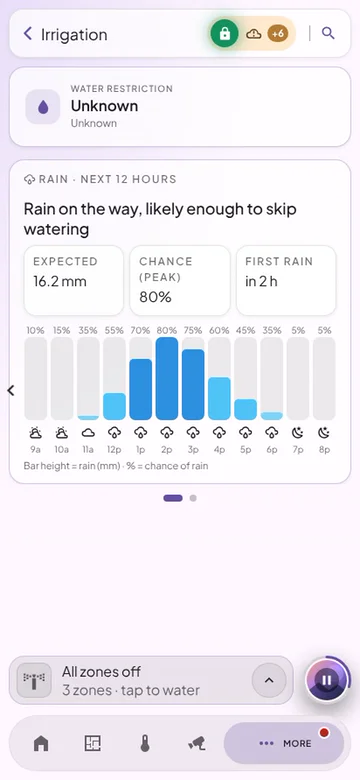 Irrigation
+6
WATER RESTRICTION
Unknown
Unknown
RAIN · NEXT 12 HOURS
Rain on the way, likely enough to skip
watering
EXPECTED
16.2 mm
CHANCE
(PEAK)
80%
FIRST RAIN
in 2 h
10% 15% 35% 55% 70% 80% 75% 60% 45% 35% 5% 5%
9a 10a 11a 12p 1p 2p 3p 4p 5p 6p 7p 8p
Bar height = rain (mm) · % = chance of rain
All zones off
3 zones · tap to water
MORE